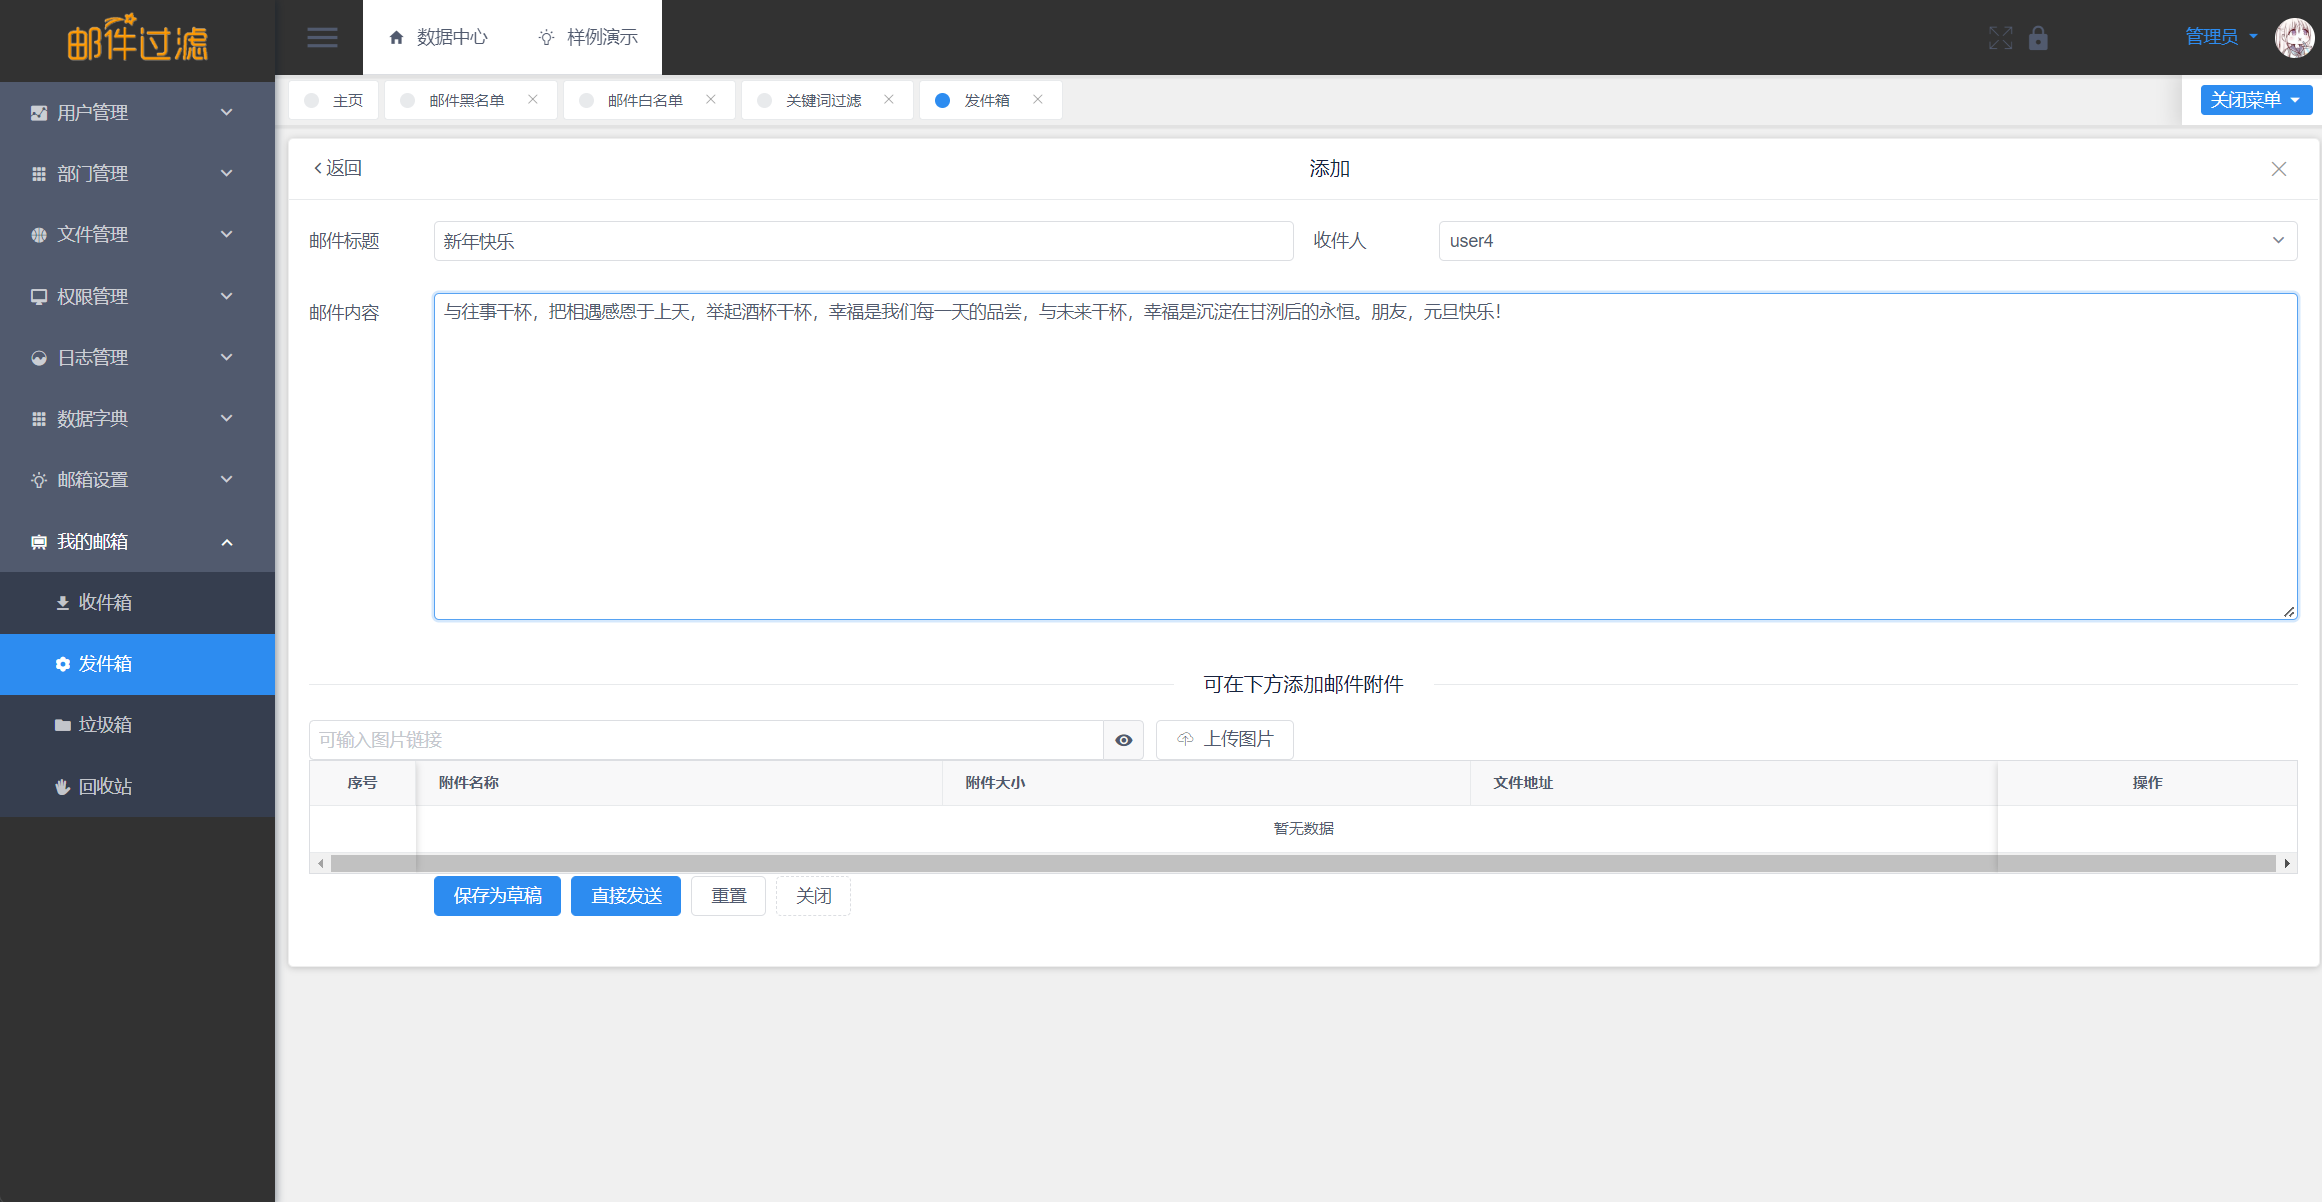 邮件过滤
数据中心
样例演示
管理员
用户管理
部门管理
文件管理
权限管理
日志管理
数据字典
邮箱设置
我的邮箱
收件箱
发件箱
垃圾箱
回收站
主页
邮件黑名单
邮件白名单
关键词过滤
发件箱
关闭菜单
返回
添加
邮件标题
新年快乐
收件人
user4
邮件内容
与往事干杯，把相遇感恩于上天，举起酒杯干杯，幸福是我们每一天的品尝，与未来干杯，幸福是沉淀在甘洌后的永恒。朋友，元旦快乐！
可在下方添加邮件附件
可输入图片链接
上传图片
序号
附件名称
附件大小
文件地址
操作
暂无数据
保存为草稿
直接发送
重置
关闭